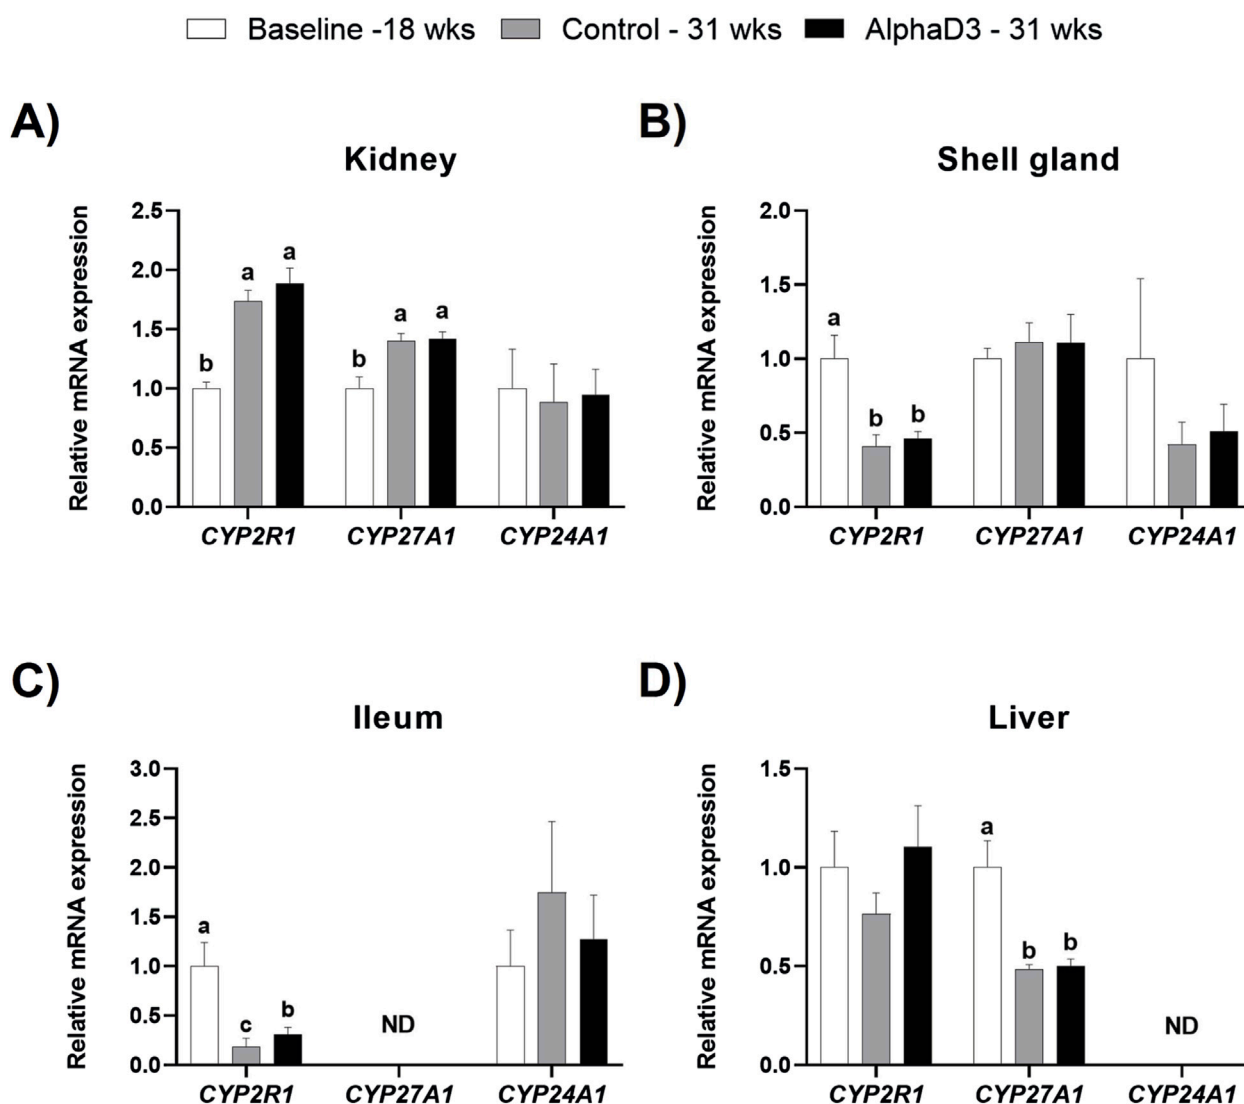 Baseline -18 wks Control - 31 wks AlphaD3 - 31 wks
A)
Kidney
Relative mRNA expression
2.5
2.0
1.5
1.0
0.5
0.0
b a a
b a a
CYP2R1 CYP27A1 CYP24A1
B)
Shell gland
Relative mRNA expression
2.0
1.5
1.0
0.5
0.0
a b b
CYP2R1 CYP27A1 CYP24A1
C)
Ileum
Relative mRNA expression
3.0
2.5
2.0
1.5
1.0
0.5
0.0
a c b
ND
CYP2R1 CYP27A1 CYP24A1
D)
Liver
Relative mRNA expression
1.5
1.0
0.5
0.0
a b b
ND
CYP2R1 CYP27A1 CYP24A1